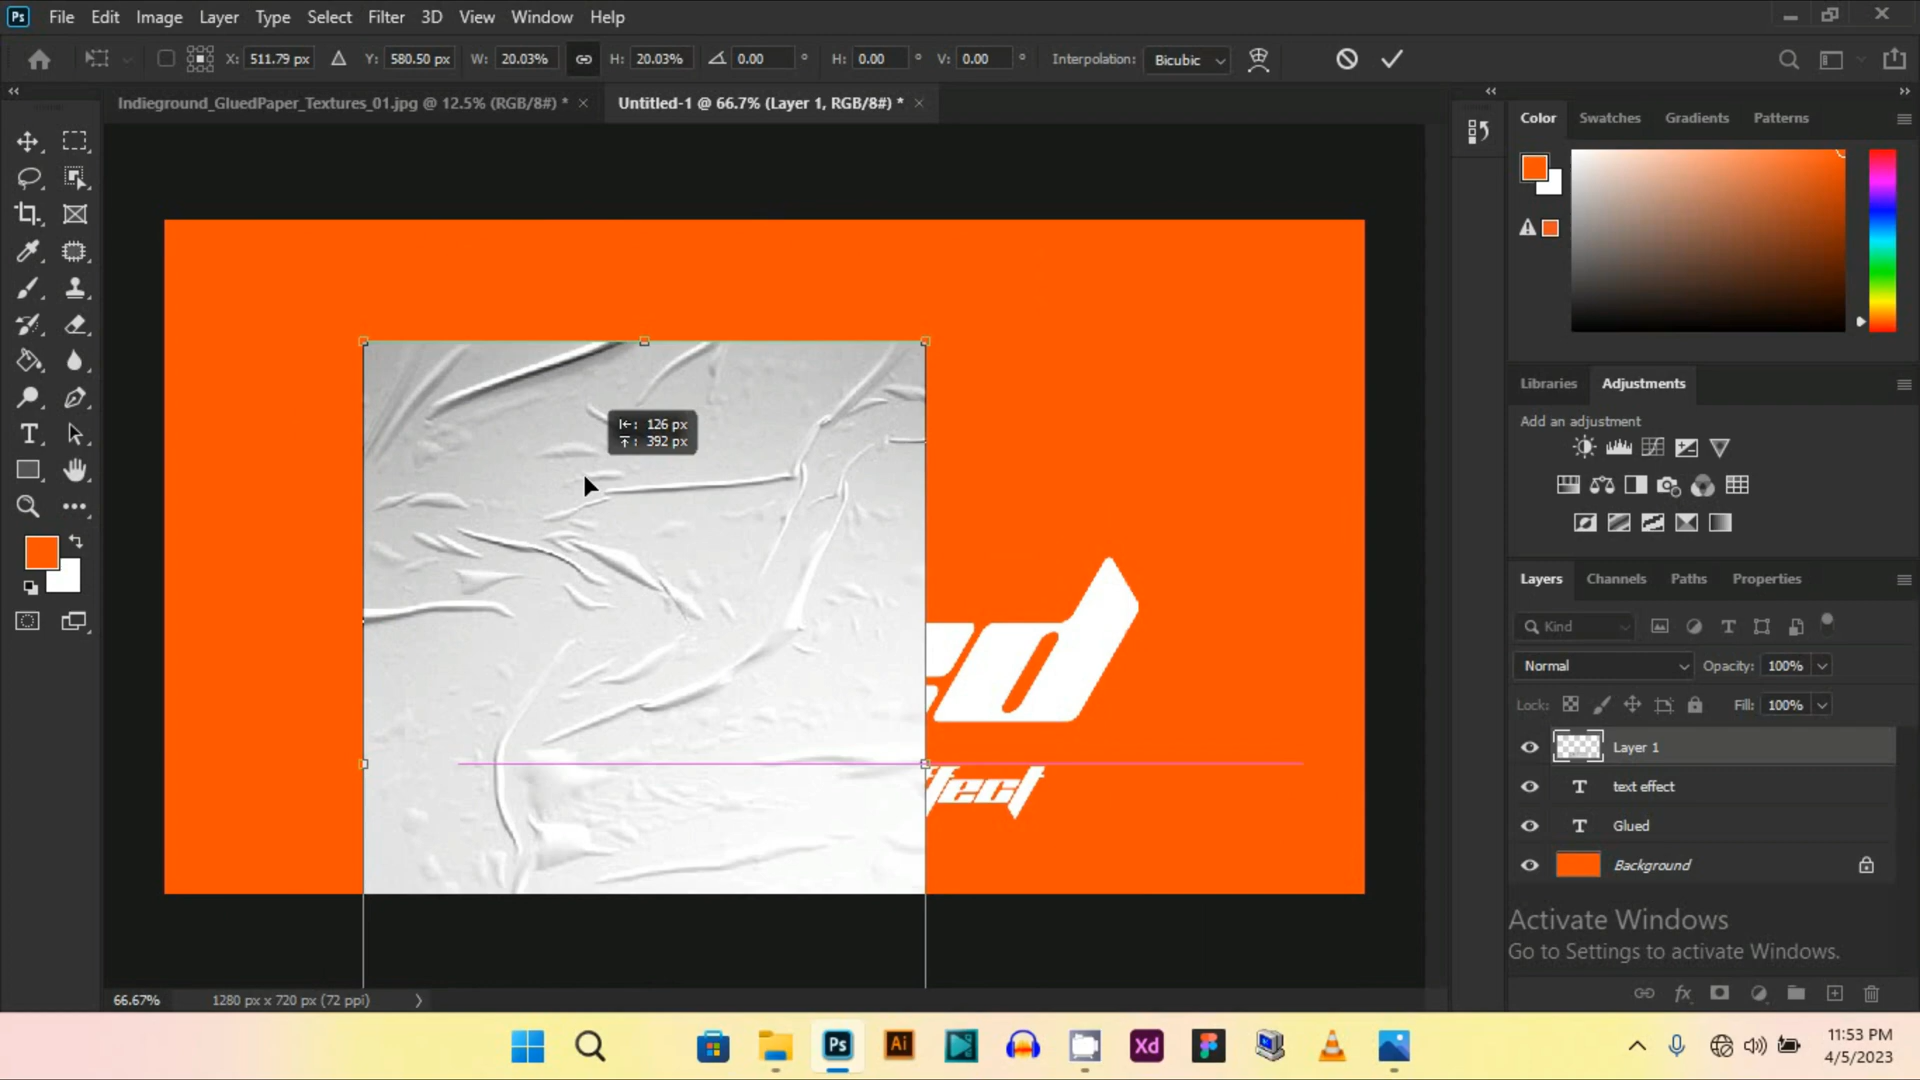 Ps File Edit Image Layer Type Select Filter 3D View Window Help
X: 511.79 px Y: 580.50 px W: 20.03% H: 20.03% 0.00 ° H: 0.00 ° V: 0.00 ° Interpolation: Bicubic
Indieground_GluedPaper_Textures_01.jpg @ 12.5% (RGB/8#) * × Untitled-1 @ 66.7% (Layer 1, RGB/8#) * ×
Color Swatches Gradients Patterns
Libraries Adjustments
Add an adjustment
: 126 px
: 392 px
Layers Channels Paths Properties
Kind
Normal Opacity: 100%
Lock: Fill: 100%
Layer 1
T text effect
T Glued
Background
Activate Windows
Go to Settings to activate Windows.
66.67% 1280 px x 720 px (72 ppi)
Ps Ai Xd
11:53 PM
4/5/2023